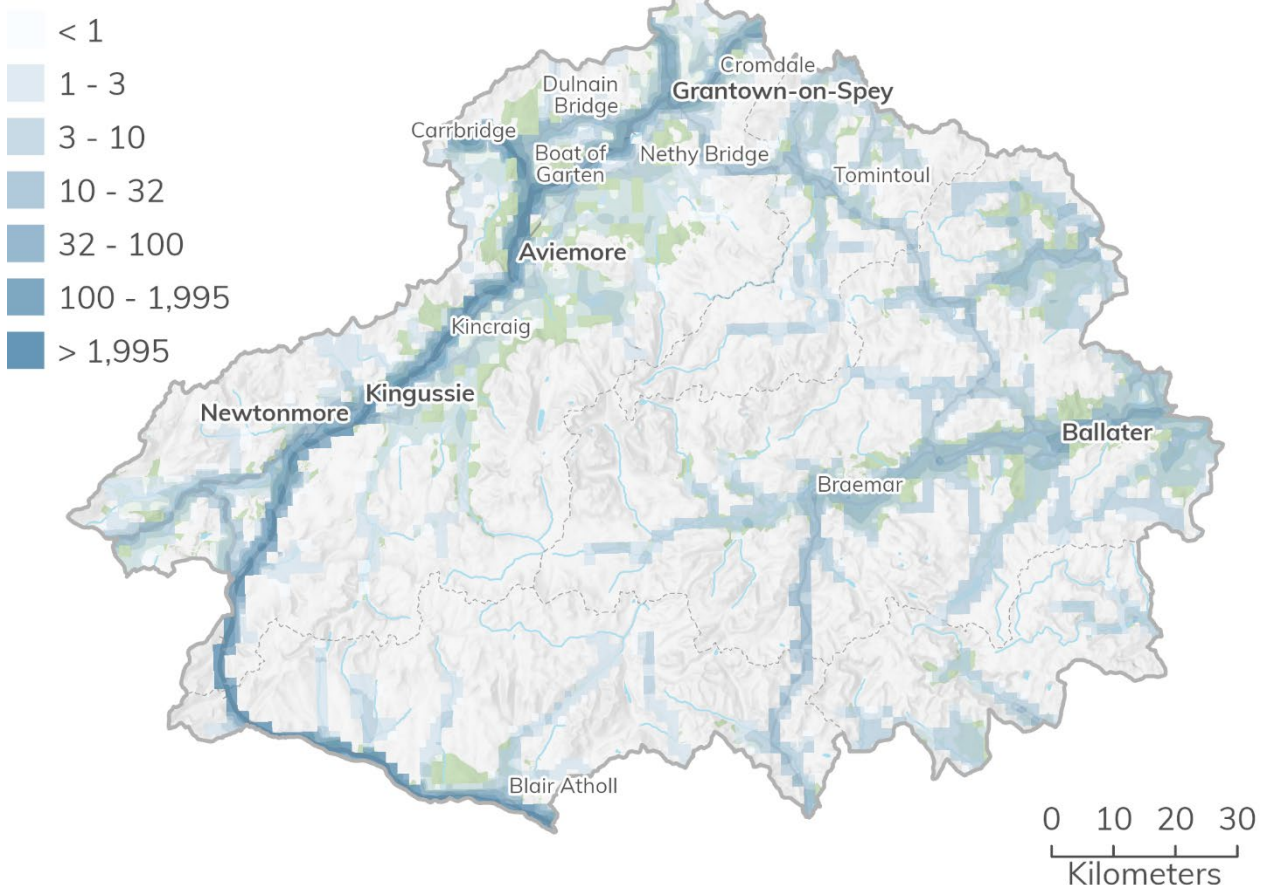 < 1
1 - 3
3 - 10
10 - 32
32 - 100
100 - 1,995
> 1,995
Cromdale
Dulnain
Bridge
Grantown-on-Spey
Carrbridge
Boat of
Garten
Nethy Bridge
Tomintoul
Aviemore
Kincraig
Kingussie
Newtonmore
Ballater
Braemar
Blair Atholl
0 10 20 30
Kilometers